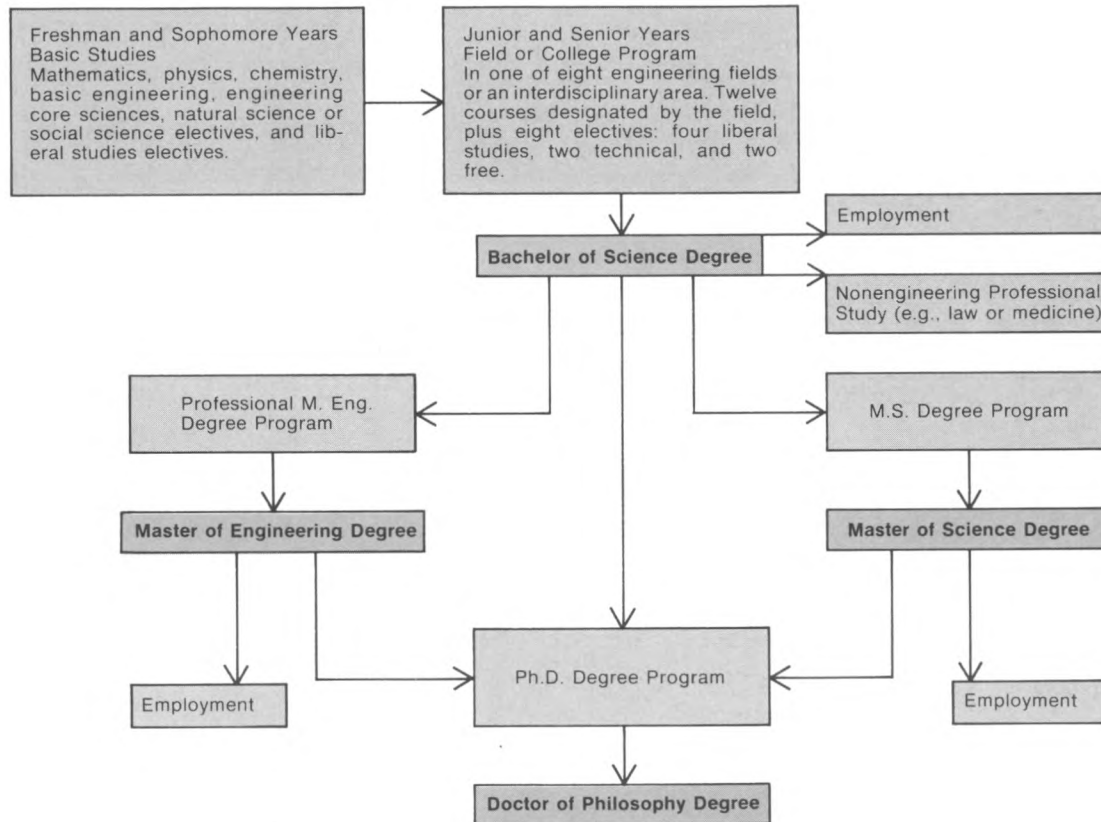 Freshman and Sophomore Years
Basic Studies
Mathematics, physics, chemistry,
basic engineering, engineering
core sciences, natural science or
social science electives, and lib-
eral studies electives.
Junior and Senior Years
Field or College Program
In one of eight engineering fields
or an interdisciplinary area. Twelve
courses designated by the field,
plus eight electives: four liberal
studies, two technical, and two
free.
Employment
Bachelor of Science Degree
Nonengineering Professional
Study (e.g., law or medicine)
Professional M. Eng.
Degree Program
M.S. Degree Program
Master of Engineering Degree
Master of Science Degree
Ph.D. Degree Program
Employment
Employment
Doctor of Philosophy Degree